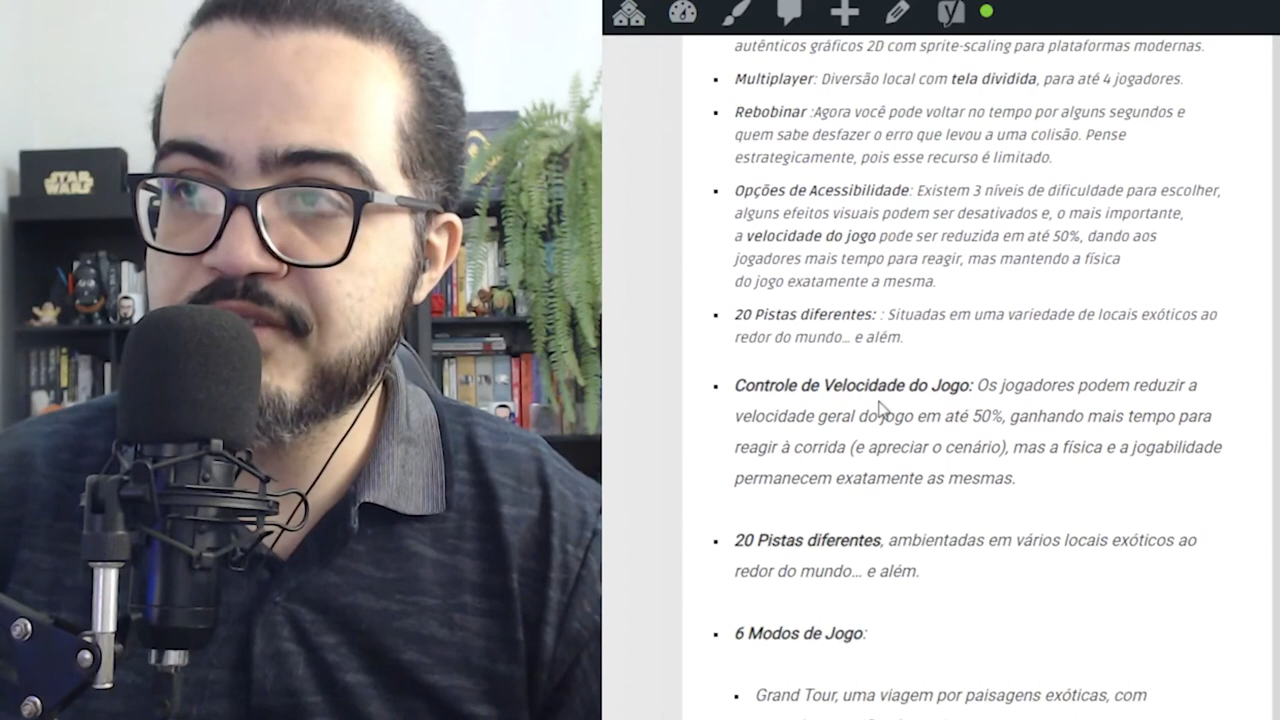 STAR
WARS
autênticos gráficos 2D com sprite-scaling para plataformas modernas.
▪ Multiplayer: Diversão local com tela dividida, para até 4 jogadores.
▪ Rebobinar :Agora você pode voltar no tempo por alguns segundos e
quem sabe desfazer o erro que levou a uma colisão. Pense
estrategicamente, pois esse recurso é limitado.
▪ Opções de Acessibilidade: Existem 3 níveis de dificuldade para escolher,
alguns efeitos visuais podem ser desativados e, o mais importante,
a velocidade do jogo pode ser reduzida em até 50%, dando aos
jogadores mais tempo para reagir, mas mantendo a física
do jogo exatamente a mesma.
▪ 20 Pistas diferentes: : Situadas em uma variedade de locais exóticos ao
redor do mundo… e além.
▪ Controle de Velocidade do Jogo: Os jogadores podem reduzir a
velocidade geral do jogo em até 50%, ganhando mais tempo para
reagir à corrida (e apreciar o cenário), mas a física e a jogabilidade
permanecem exatamente as mesmas.
▪ 20 Pistas diferentes, ambientadas em vários locais exóticos ao
redor do mundo… e além.
▪ 6 Modos de Jogo:
▪ Grand Tour, uma viagem por paisagens exóticas, com